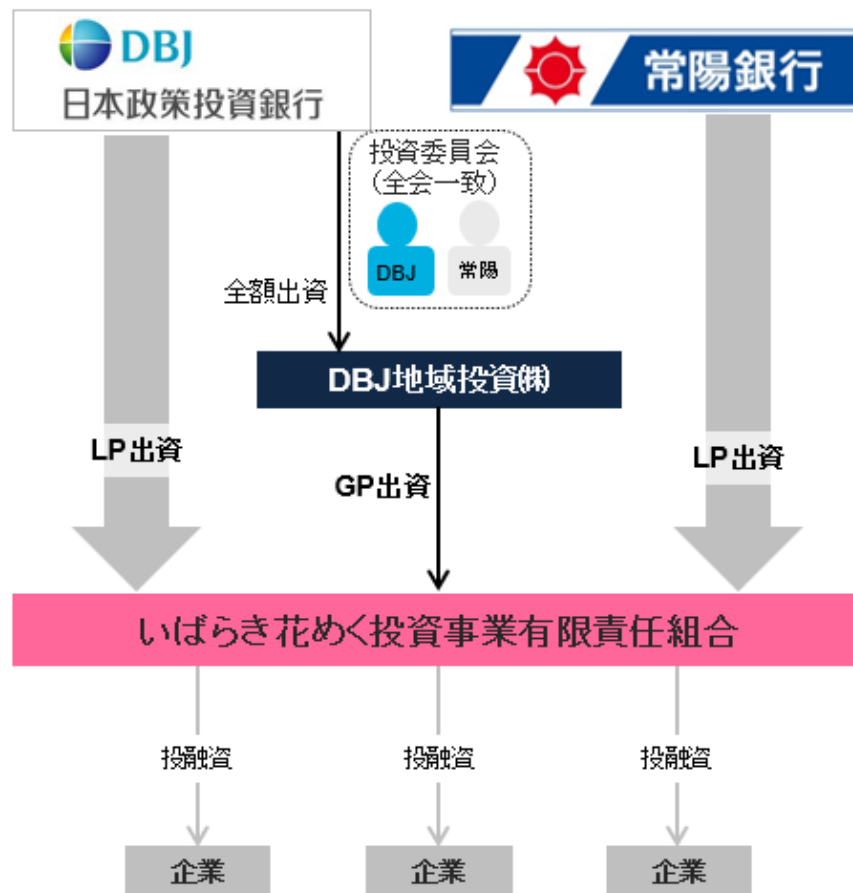 DBJ
日本政策投資銀行
常陽銀行
投資委員会
(全会一致)
DBJ
常陽
全額出資
DBJ地域投資㈱
LP出資
GP出資
LP出資
いばらき花めく投資事業有限責任組合
投融資
投融資
投融資
企業
企業
企業